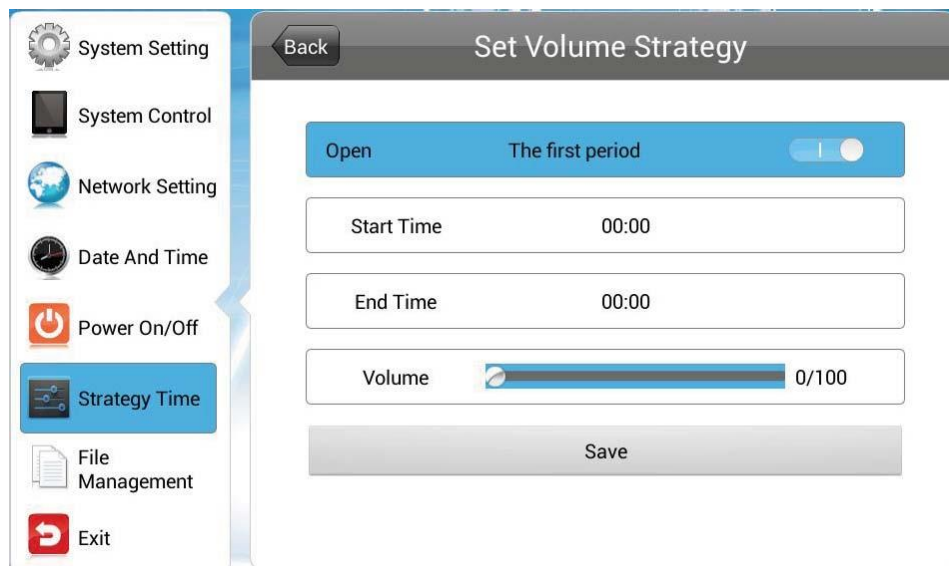 System Setting
System Control
Network Setting
Date And Time
Power On/Off
Strategy Time
File
Management
Exit
Back
Set Volume Strategy
Open The first period
Start Time 00:00
End Time 00:00
Volume 0/100
Save